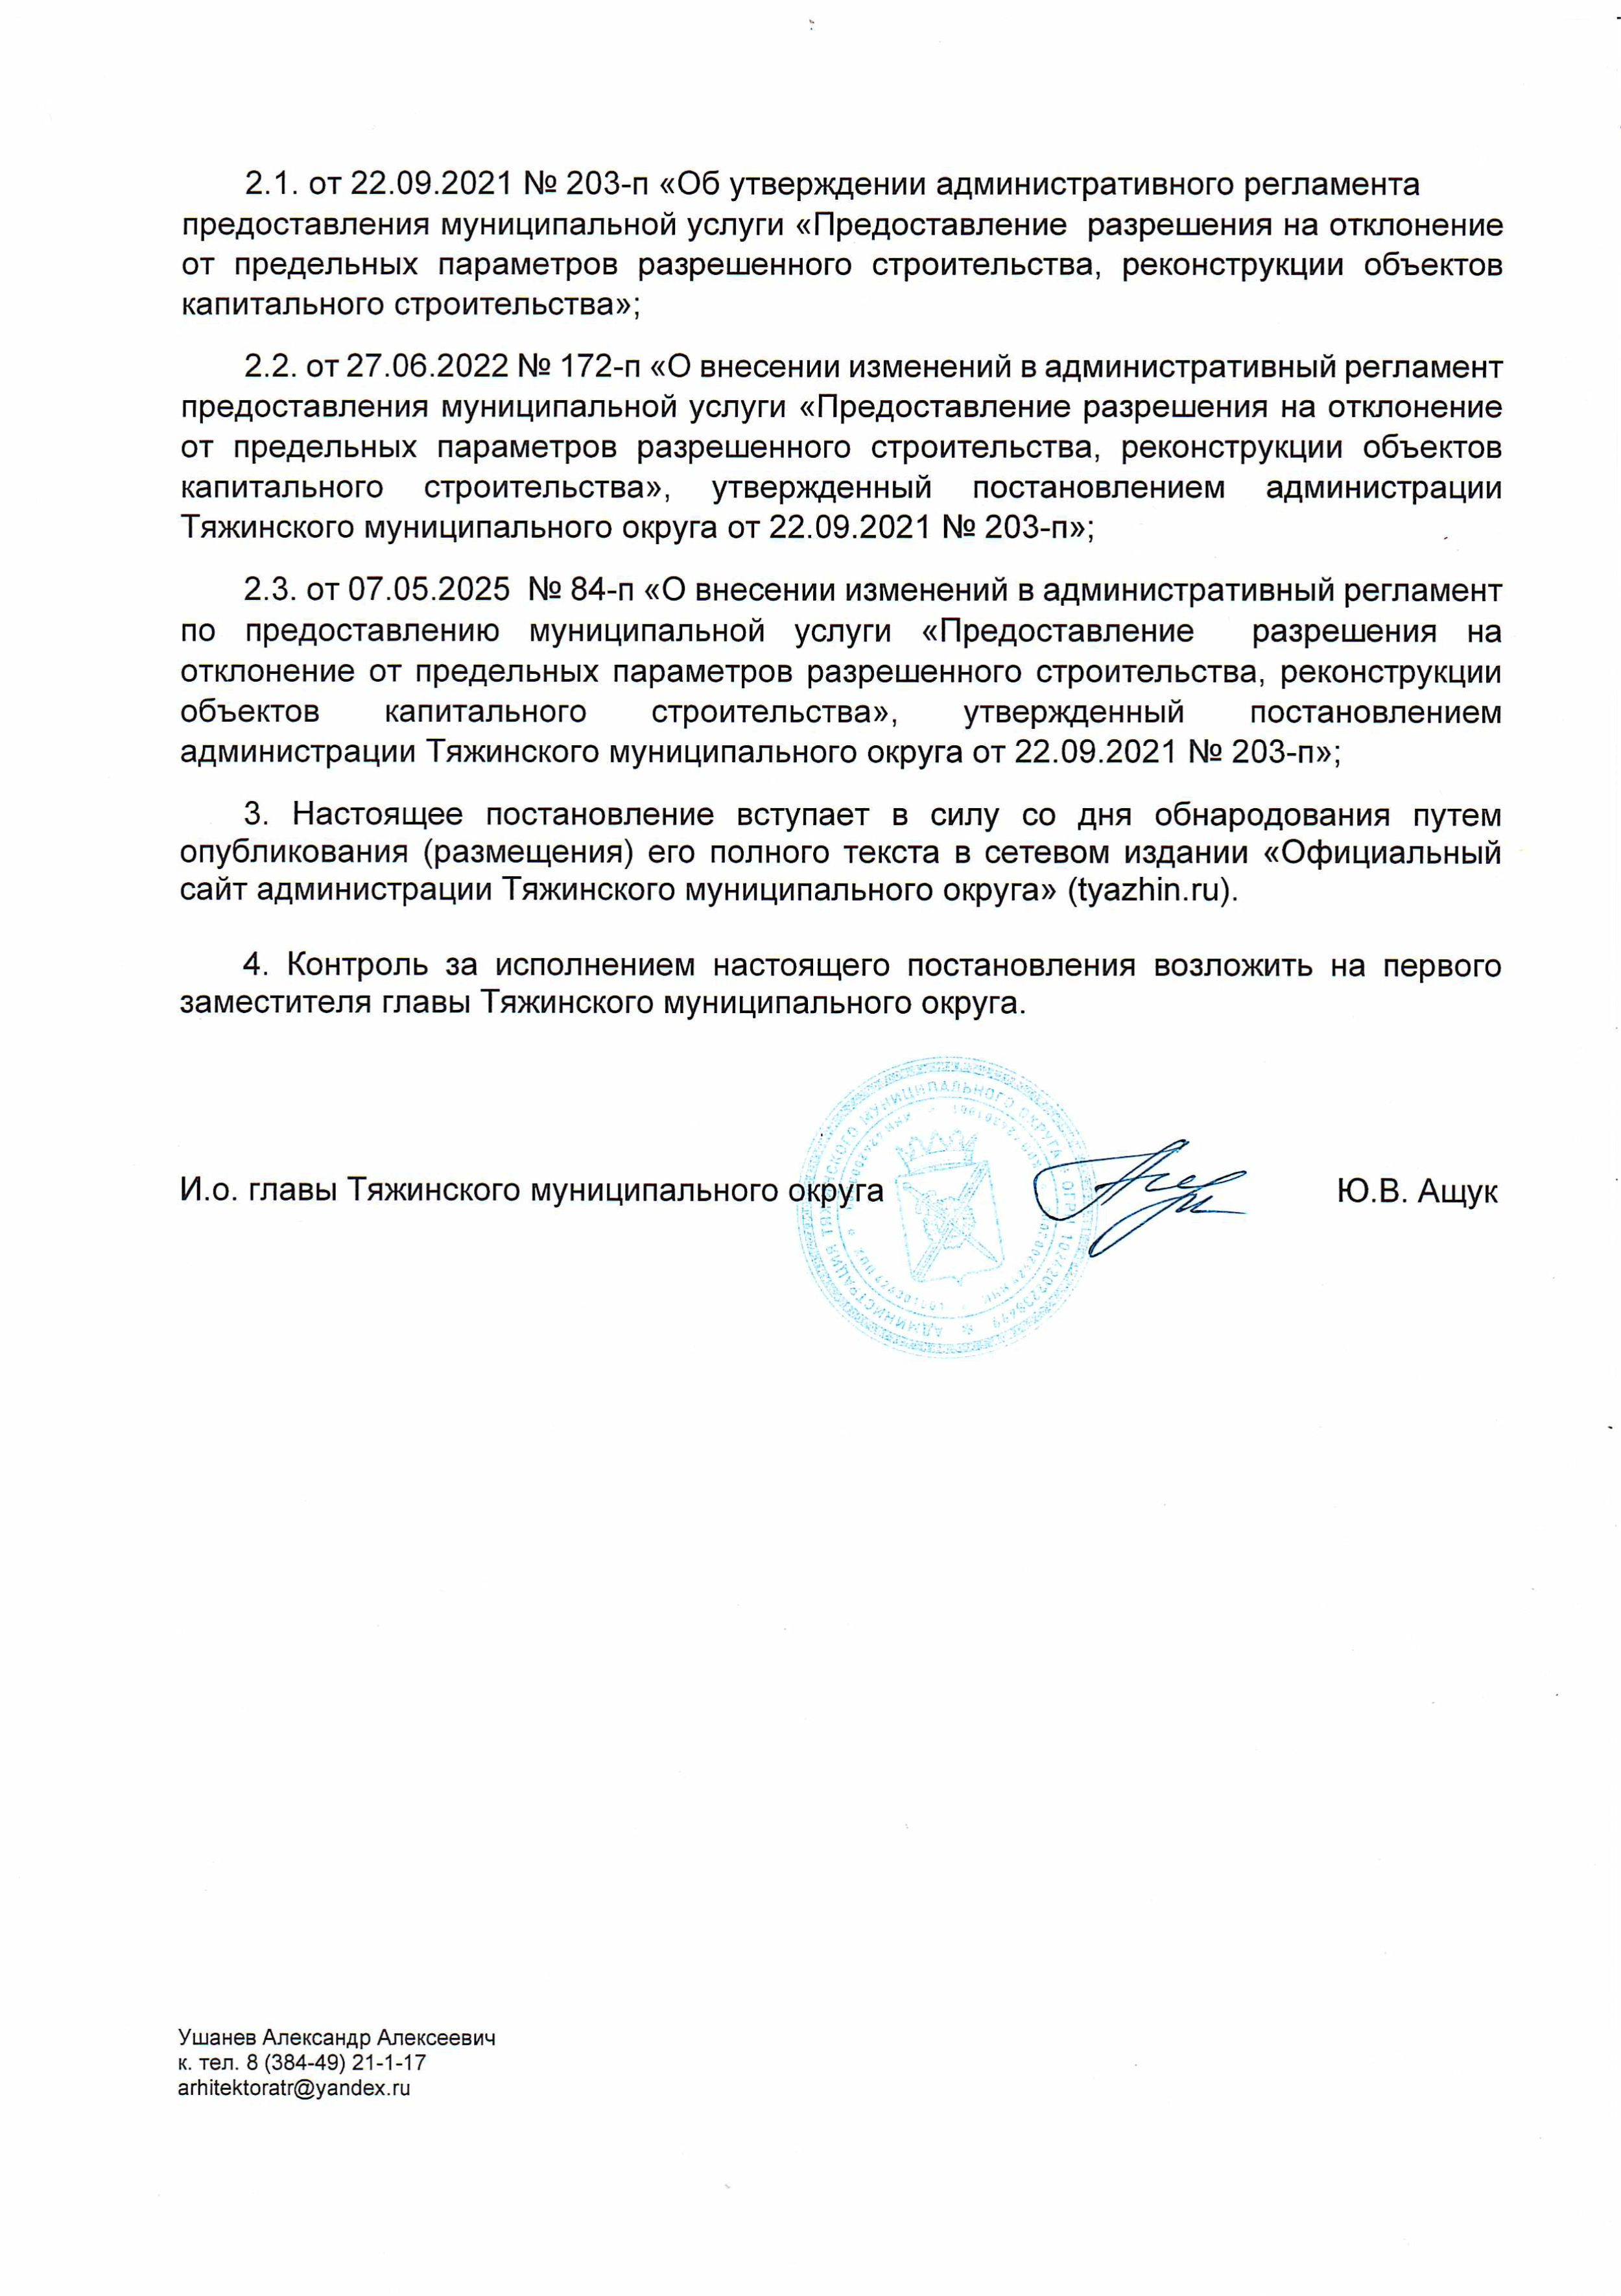 2.1. от 22.09.2021 № 203-п «Об утверждении административного регламента
предоставления муниципальной услуги «Предоставление разрешения на отклонение
от предельных параметров разрешенного строительства, реконструкции объектов
капитального строительства»;
2.2. от 27.06.2022 № 172-п «О внесении изменений в административный регламент
предоставления муниципальной услуги «Предоставление разрешения на отклонение
от предельных параметров разрешенного строительства, реконструкции объектов
капитального строительства», утвержденный постановлением администрации
Тяжинского муниципального округа от 22.09.2021 № 203-п»;
2.3. от 07.05.2025 № 84-п «О внесении изменений в административный регламент
по предоставлению муниципальной услуги «Предоставление разрешения на
отклонение от предельных параметров разрешенного строительства, реконструкции
объектов капитального строительства», утвержденный постановлением
администрации Тяжинского муниципального округа от 22.09.2021 № 203-п»;
3. Настоящее постановление вступает в силу со дня обнародования путем
опубликования (размещения) его полного текста в сетевом издании «Официальный
сайт администрации Тяжинского муниципального округа» (tyazhin.ru).
4. Контроль за исполнением настоящего постановления возложить на первого
заместителя главы Тяжинского муниципального округа.
И.о. главы Тяжинского муниципального округа Ю.В. Ащук
АДМИНИСТРАЦИЯ ТЯЖИНСКОГО МУНИЦИПАЛЬНОГО ОКРУГА * ОГРН
Ушанев Александр Алексеевич
к. тел. 8 (384-49) 21-1-17
arhitektoratr@yandex.ru